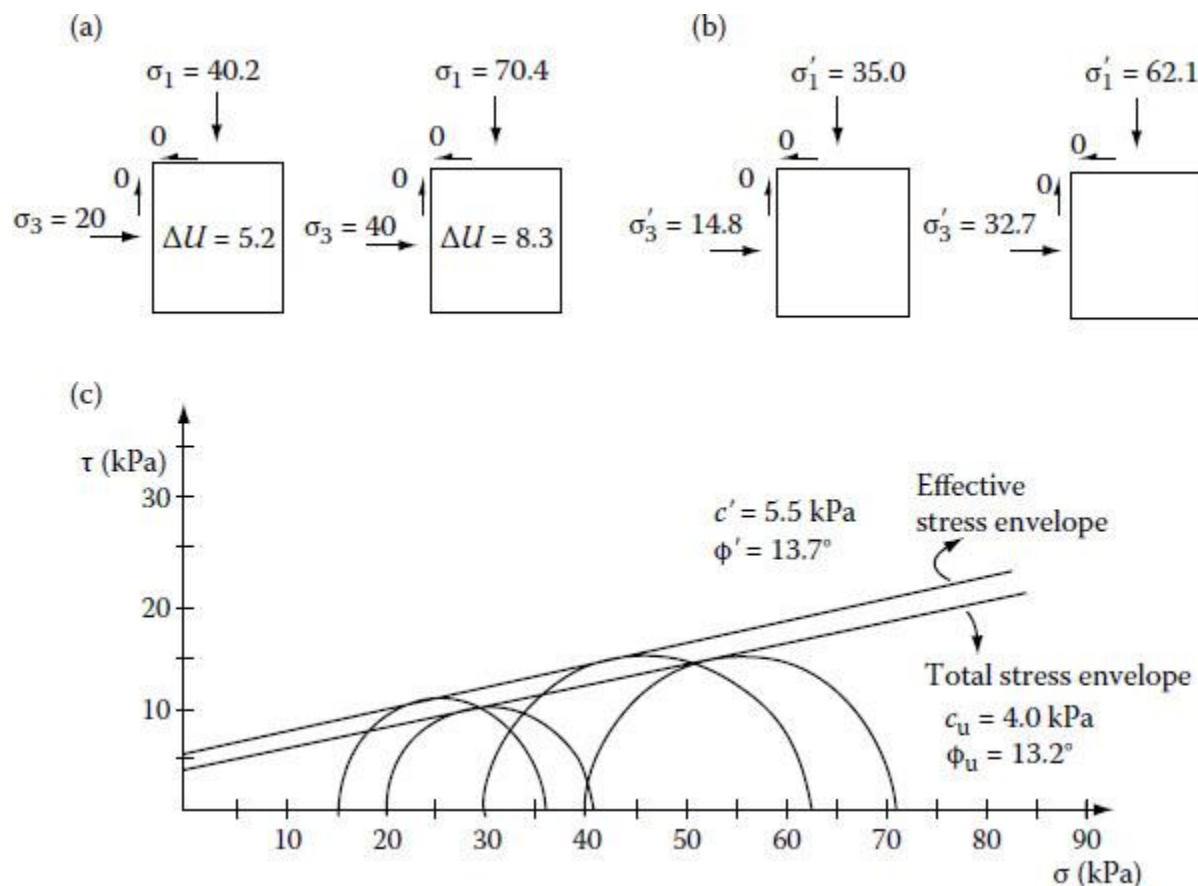 (a)
(b)
σ₁ = 40.2
σ₁ = 70.4
σ′₁ = 35.0
σ′₁ = 62.1
0
0
0
0
0
0
0
0
σ₃ = 20
ΔU = 5.2
σ₃ = 40
ΔU = 8.3
σ′₃ = 14.8
σ′₃ = 32.7
(c)
τ (kPa)
30
20
10
c′ = 5.5 kPa
ϕ′ = 13.7°
Effective
stress envelope
Total stress envelope
cᵤ = 4.0 kPa
ϕᵤ = 13.2°
10 20 30 40 50 60 70 80 90
σ (kPa)